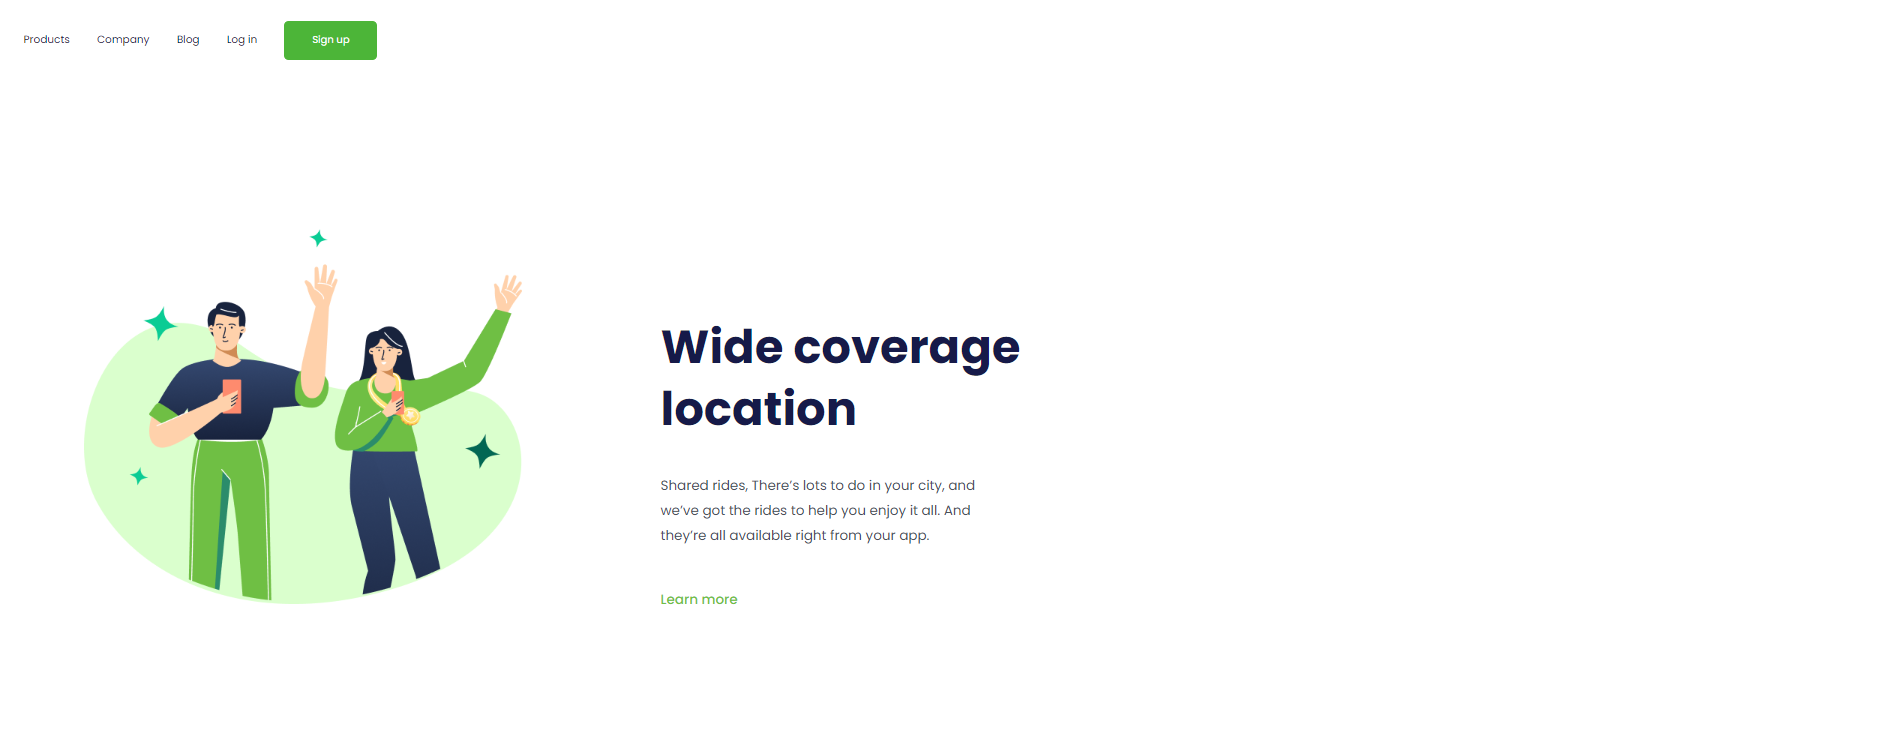 Products Company Blog Log in Sign up
Wide coverage
location
Shared rides, There’s lots to do in your city, and
we’ve got the rides to help you enjoy it all. And
they’re all available right from your app.
Learn more